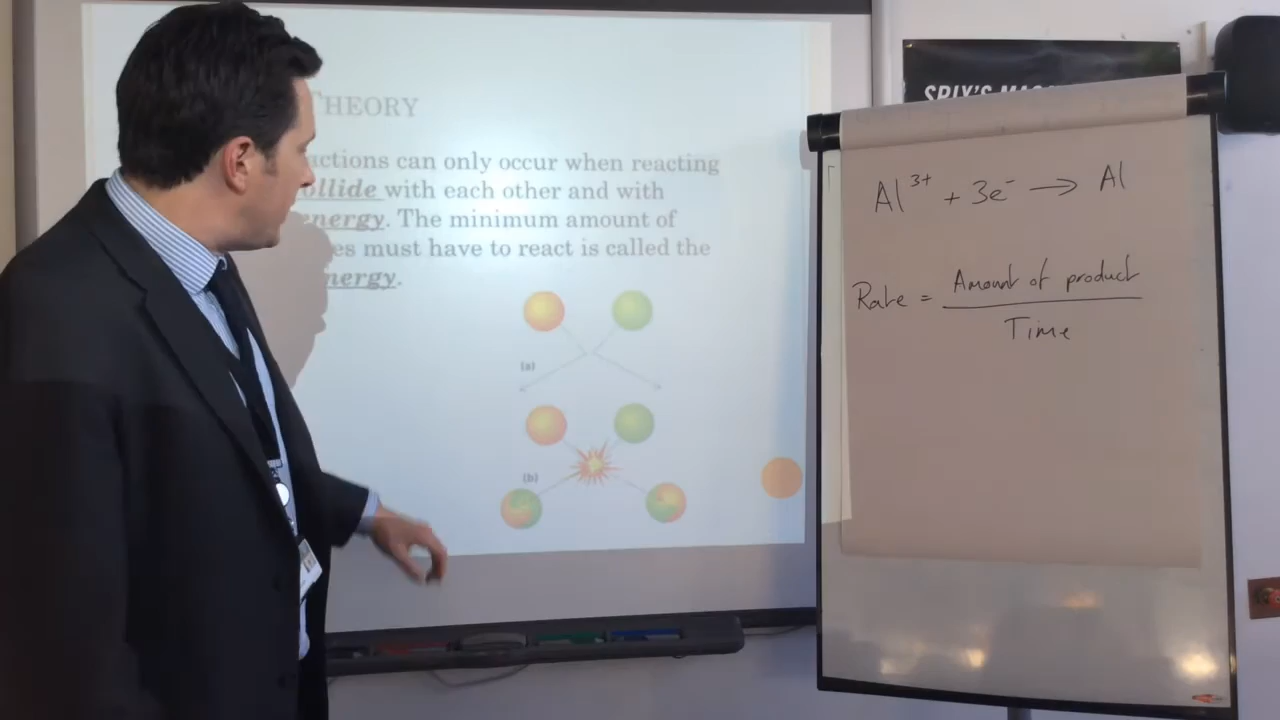 THEORY
actions can only occur when reacting
ollide with each other and with
energy. The minimum amount of
es must have to react is called the
nergy.
(a)
(b)
Al³⁺ + 3e⁻ → Al
Rate = Amount of product
Time